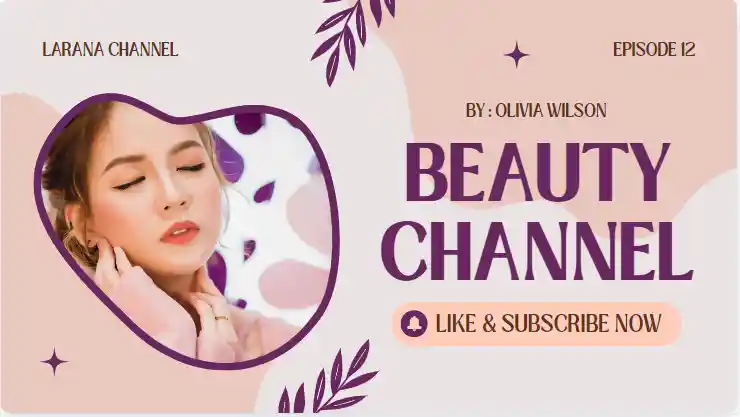 LARANA CHANNEL
EPISODE 12
BY : OLIVIA WILSON
BEAUTY
CHANNEL
LIKE & SUBSCRIBE NOW